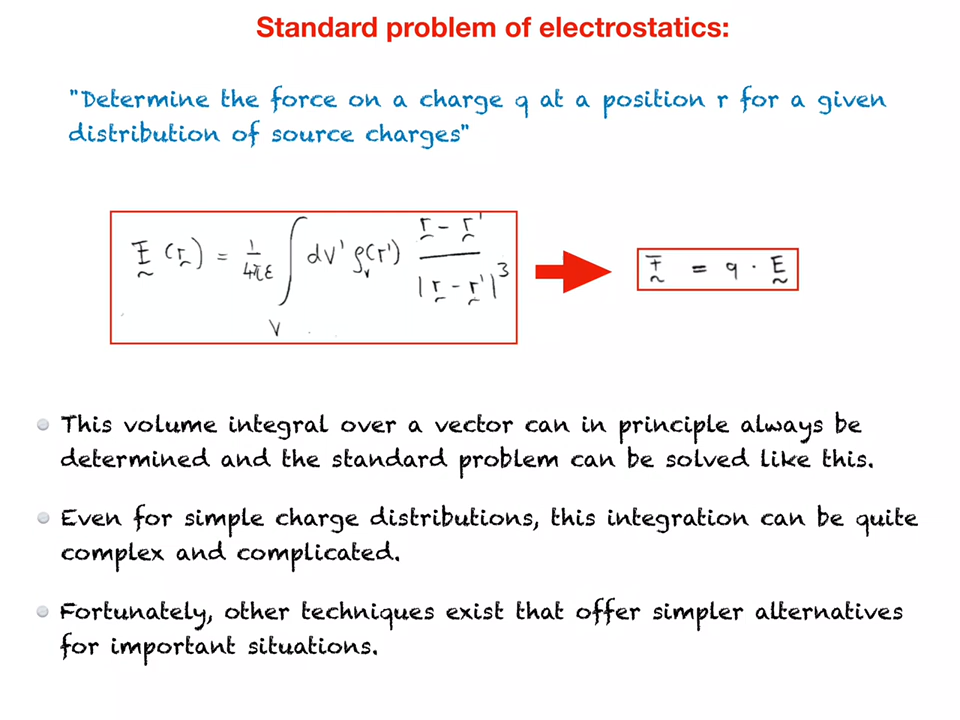 Standard problem of electrostatics:
"Determine the force on a charge q at a position r for a given
distribution of source charges"
E(r) = 1/4πε ∫_V dV' ρ_v(r') (r - r')/|r - r'|³
F = q · E
This volume integral over a vector can in principle always be
determined and the standard problem can be solved like this.
Even for simple charge distributions, this integration can be quite
complex and complicated.
Fortunately, other techniques exist that offer simpler alternatives
for important situations.